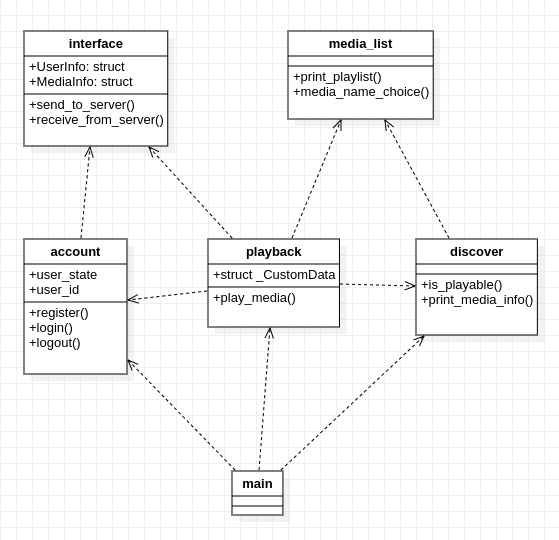 interface
+UserInfo: struct
+MediaInfo: struct
+send_to_server()
+receive_from_server()
media_list
+print_playlist()
+media_name_choice()
account
+user_state
+user_id
+register()
+login()
+logout()
playback
+struct _CustomData
+play_media()
discover
+is_playable()
+print_media_info()
main